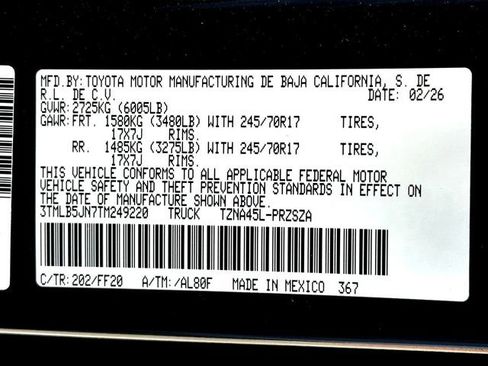 MFD.BY:TOYOTA MOTOR MANUFACTURING DE BAJA CALIFORNIA, S. DE
R.L. DE C.V. DATE: 02/26
GVWR:2725KG (6005LB)
GAWR:FRT. 1580KG (3480LB) WITH 245/70R17 TIRES,
17X7J RIMS.
RR. 1485KG (3275LB) WITH 245/70R17 TIRES,
17X7J RIMS.
THIS VEHICLE CONFORMS TO ALL APPLICABLE FEDERAL MOTOR
VEHICLE SAFETY AND THEFT PREVENTION STANDARDS IN EFFECT ON
THE DATE OF MANUFACTURE SHOWN ABOVE.
3TMLB5JN7TM249220 TRUCK TZNA45L-PRZSZA
C/TR:202/FF20 A/TM:/AL80F MADE IN MEXICO 367